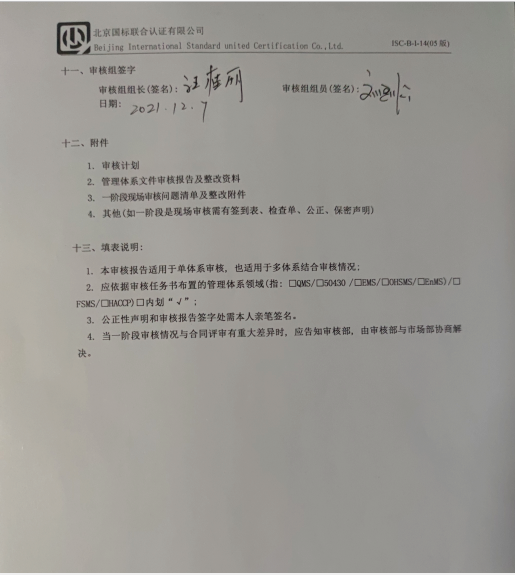 北京国标联合认证有限公司
Beijing International Standard united Certification Co.,Ltd.
ISC-B-I-14(05 版)
十一、审核组签字
审核组组长(签名): 汪桂丽
审核组组员(签名):
日期: 2021.12.7
十二、附件
1. 审核计划
2. 管理体系文件审核报告及整改资料
3. 一阶段现场审核问题清单及整改附件
4. 其他(如一阶段是现场审核需有签到表、检查单、公正、保密声明)
十三、填表说明:
1. 本审核报告适用于单体系审核，也适用于多体系结合审核情况;
2. 应依据审核任务书布置的管理体系领域(指: □QMS/□50430 /□EMS/□OHSMS/□EnMS)/□
FSMS/□HACCP)□内划“√”;
3. 公正性声明和审核报告签字处需本人亲笔签名。
4. 当一阶段审核情况与合同评审有重大差异时，应告知审核部，由审核部与市场部协商解
决。